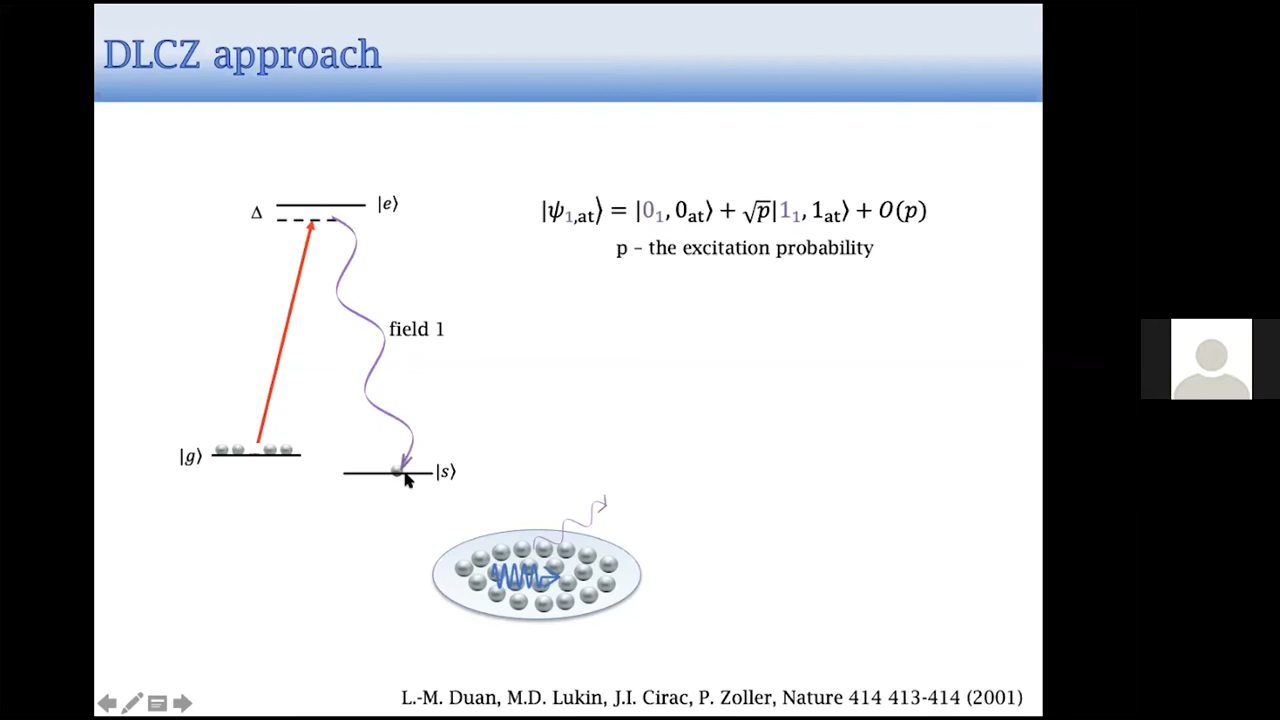 DLCZ approach
Δ
|e⟩
|ψ₁,at⟩ = |0₁, 0at⟩ + √p|1₁, 1at⟩ + O(p)
p – the excitation probability
field 1
|g⟩
|s⟩
L.-M. Duan, M.D. Lukin, J.I. Cirac, P. Zoller, Nature 414 413-414 (2001)